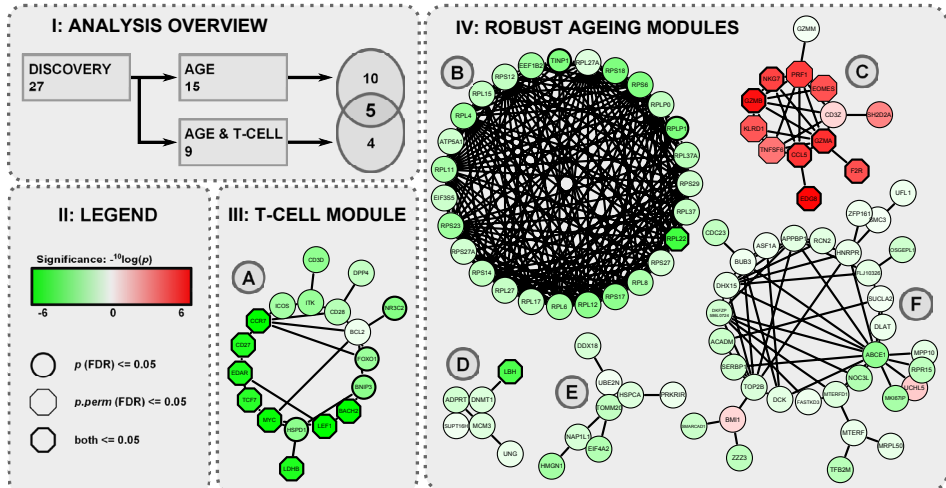 I: ANALYSIS OVERVIEW
DISCOVERY
27
AGE
15
AGE & T-CELL
9
10
5
4
II: LEGEND
Significance: -10log(p)
-6
0
6
p (FDR) <= 0.05
p.perm (FDR) <= 0.05
both <= 0.05
III: T-CELL MODULE
A
CD3D
DPP4
ICOS
ITK
CD28
NR3C2
CCR7
BCL2
CD27
FOXO1
EDAR
BNIP3
TCF7
BACH2
MYC
LEF1
HSPD1
LDHB
IV: ROBUST AGEING MODULES
B
TINP1
RPL27A
EEF1B2
RPS18
RPS12
RPS6
RPL15
RPLP0
RPL4
RPLP1
ATP5A1
RPL37A
RPL11
RPS29
EIF3S5
RPL37
RPS23
RPL22
RPS27A
RPS27
RPS14
RPL8
RPL27
RPS17
RPL17
RPL6
RPL12
C
GZMM
NKG7
PRF1
EOMES
GZMB
CD3Z
SH2D2A
KLRD1
GZMA
TNFSF6
CCL5
F2R
EDG8
D
LBH
ADPRT
DNMT1
SUPT16H
MCM3
UNG
E
DDX18
UBE2N
HSPCA
PRKRIR
TOMM20
NAP1L1
EIF4A2
HMGN1
F
UFL1
ZFP161
SMC3
CDC23
ASF1A
APPBP1
RCN2
HNRPR
OSGEPL1
BUB3
FLJ10326
DHX15
SUCLA2
DLAT
ACADM
ABCE1
MPP10
SERBP1
RPR15
NOC3L
UCHL5
TOP2B
MKI67IP
DCK
FASTKD3
MTERFD1
BMI1
SMARCAD1
MTERF
MRPL50
ZZZ3
TFB2M